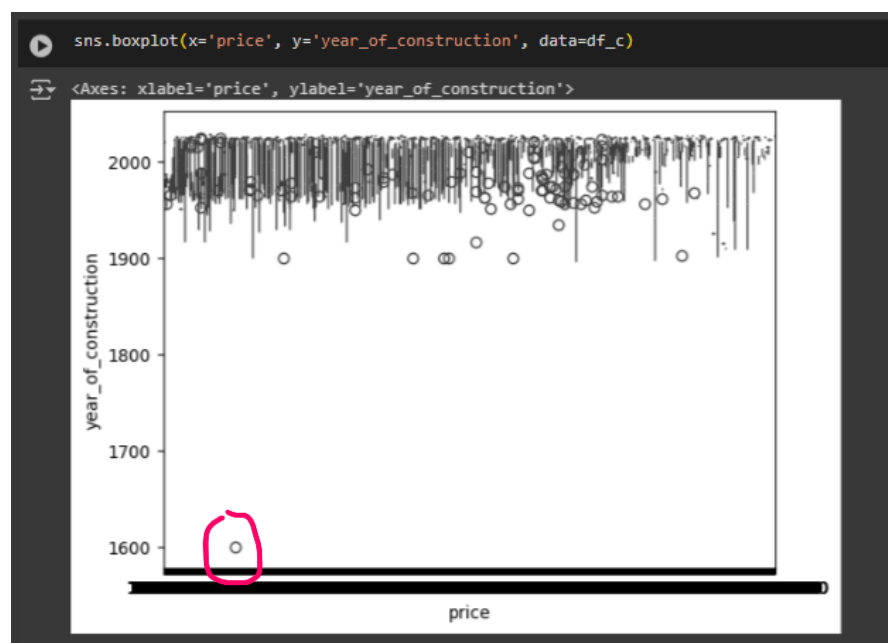 sns.boxplot(x='price', y='year_of_construction', data=df_c)
<Axes: xlabel='price', ylabel='year_of_construction'>
2000
1900
1800
1700
1600
year_of_construction
price